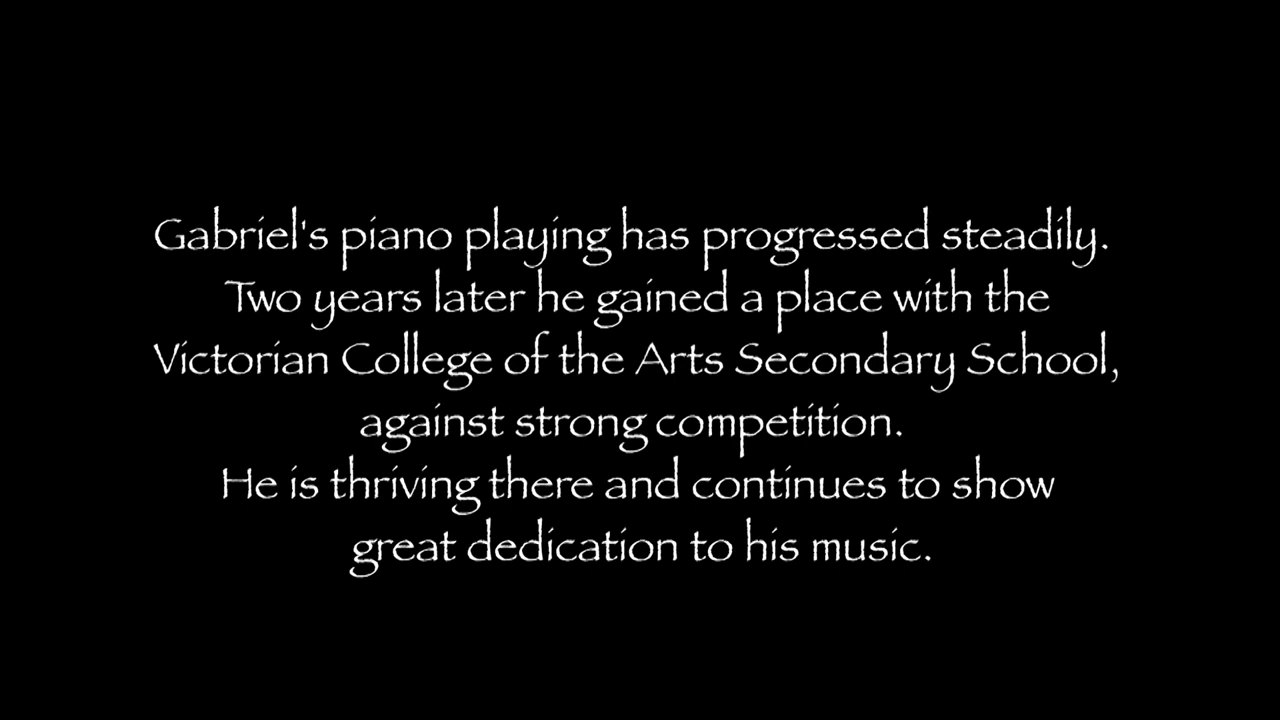 Gabriel's piano playing has progressed steadily.
Two years later he gained a place with the
Victorian College of the Arts Secondary School,
against strong competition.
He is thriving there and continues to show
great dedication to his music.